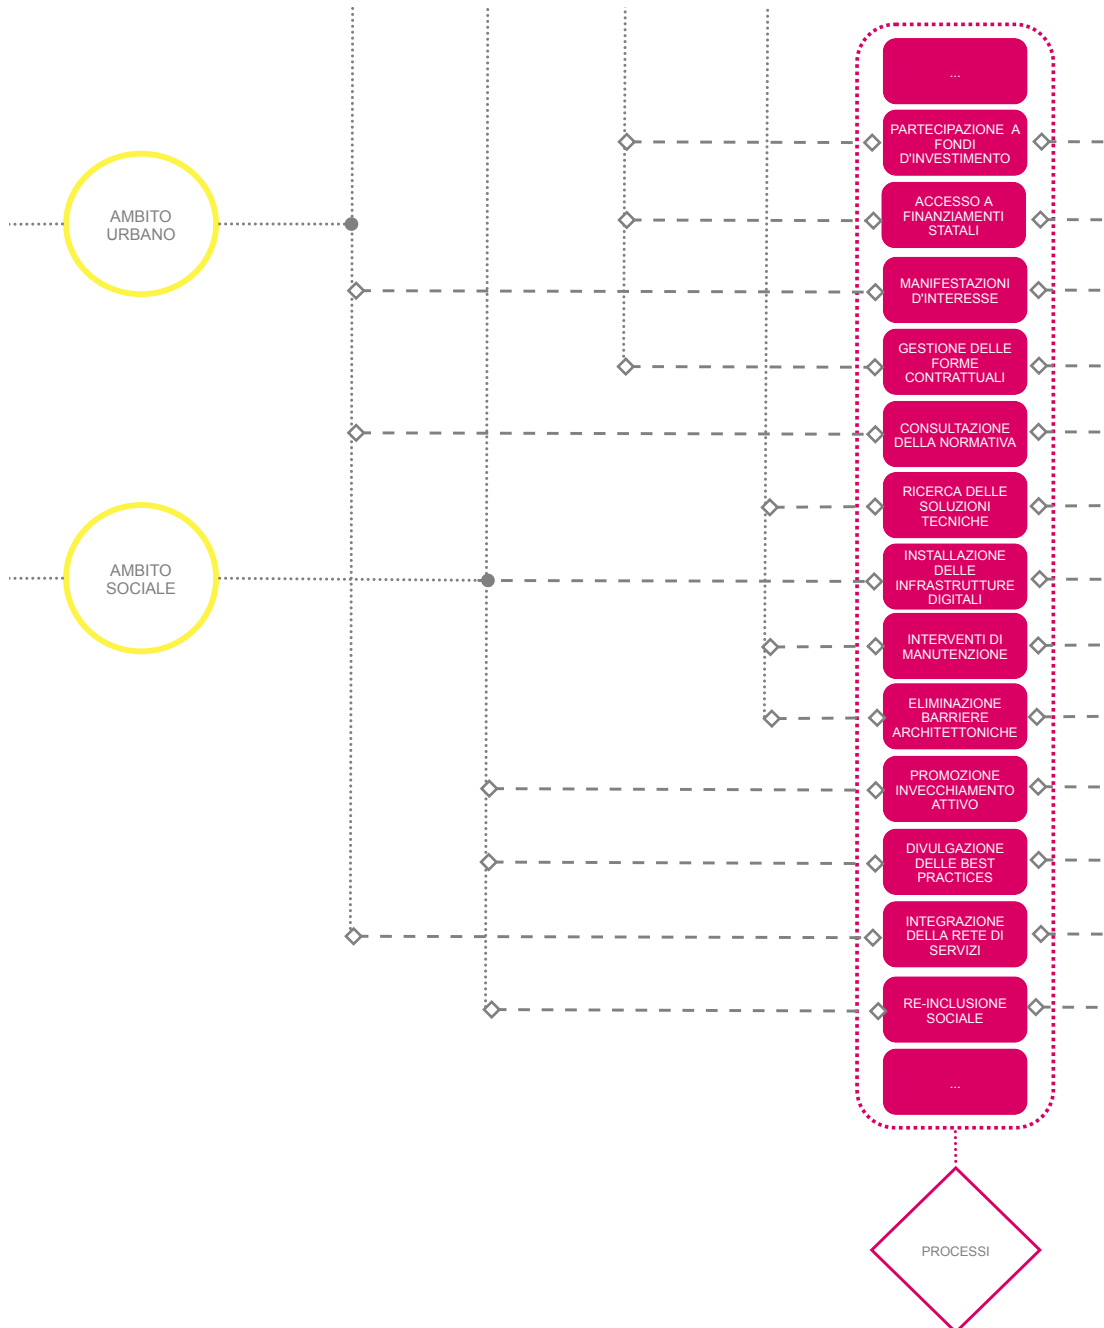 ...
PARTECIPAZIONE A
FONDI
D'INVESTIMENTO
AMBITO
URBANO
ACCESSO A
FINANZIAMENTI
STATALI
MANIFESTAZIONI
D'INTERESSE
GESTIONE DELLE
FORME
CONTRATTUALI
CONSULTAZIONE
DELLA NORMATIVA
RICERCA DELLE
SOLUZIONI
TECNICHE
AMBITO
SOCIALE
INSTALLAZIONE
DELLE
INFRASTRUTTURE
DIGITALI
INTERVENTI DI
MANUTENZIONE
ELIMINAZIONE
BARRIERE
ARCHITETTONICHE
PROMOZIONE
INVECCHIAMENTO
ATTIVO
DIVULGAZIONE
DELLE BEST
PRACTICES
INTEGRAZIONE
DELLA RETE DI
SERVIZI
RE-INCLUSIONE
SOCIALE
...
PROCESSI